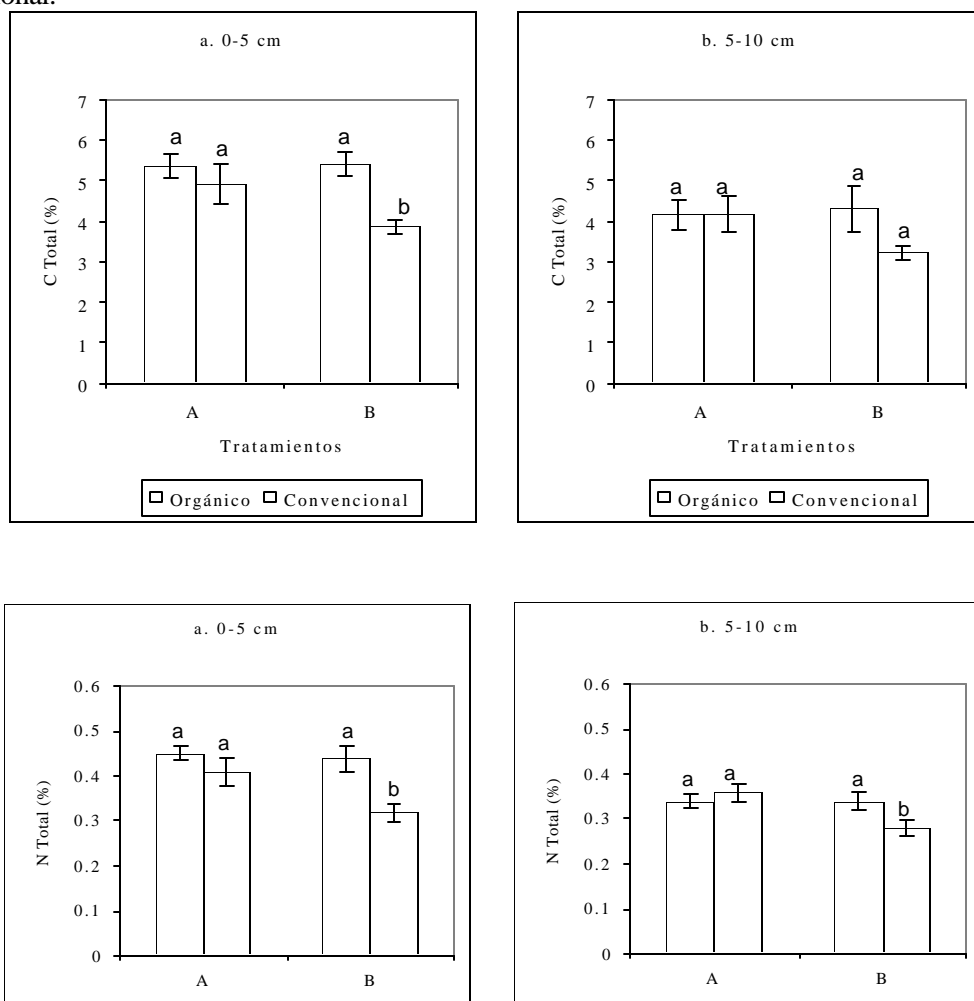 onal.
a. 0-5 cm
7
6
5
4
3
2
1
0
C Total (%)
a
a
a
b
A
B
Tratamientos
Orgánico Convencional
b. 5-10 cm
7
6
5
4
3
2
1
0
C Total (%)
a
a
a
a
A
B
Tratamientos
Orgánico Convencional
a. 0-5 cm
0.6
0.5
0.4
0.3
0.2
0.1
0
N Total (%)
a
a
a
b
A
B
b. 5-10 cm
0.6
0.5
0.4
0.3
0.2
0.1
0
N Total (%)
a
a
a
b
A
B